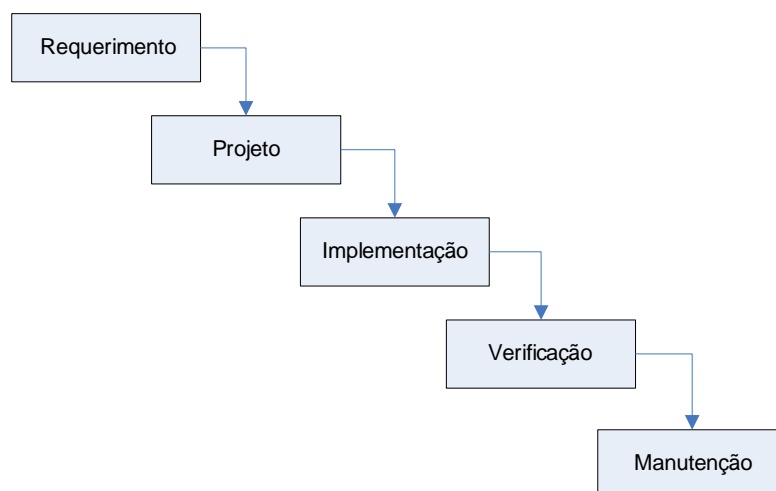 Requerimento
Projeto
Implementação
Verificação
Manutenção